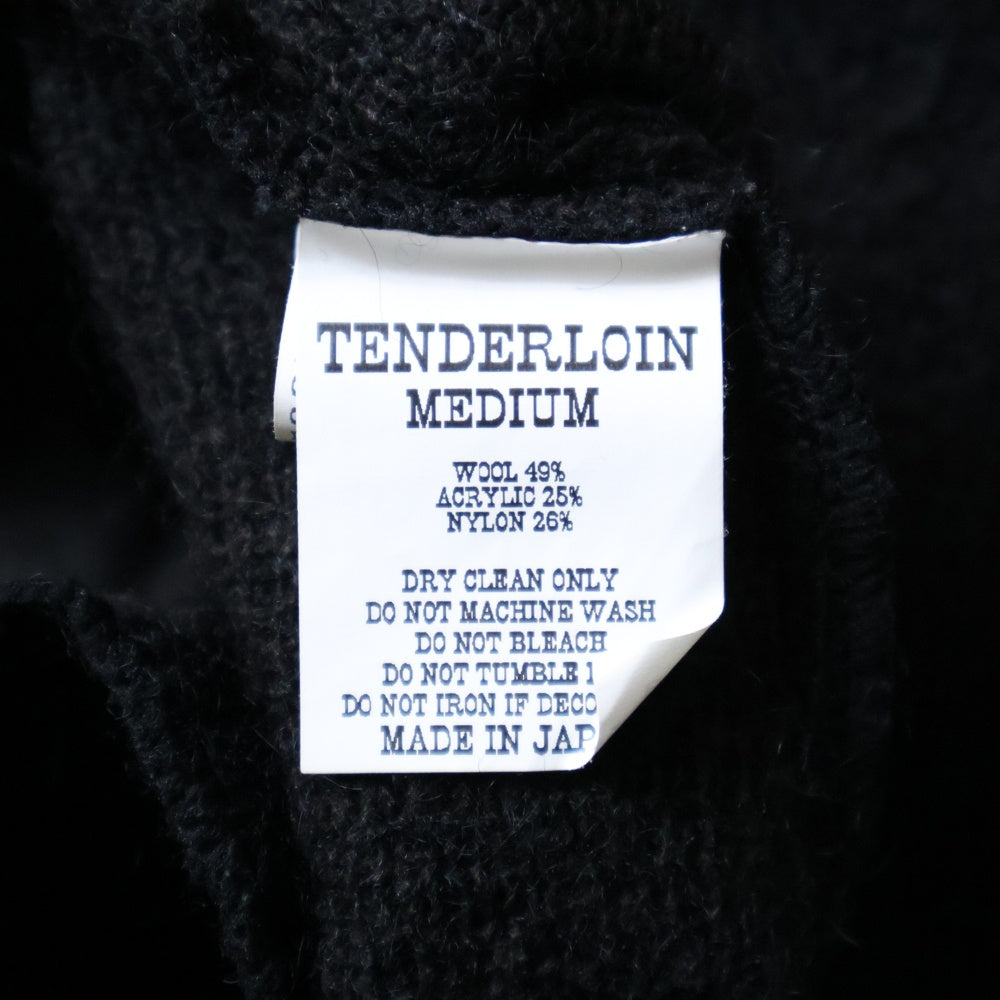 TENDERLOIN
MEDIUM
WOOL 49%
ACRYLIC 25%
NYLON 26%
DRY CLEAN ONLY
DO NOT MACHINE WASH
DO NOT BLEACH
DO NOT TUMBLE
DO NOT IRON IF DECO
MADE IN JAP